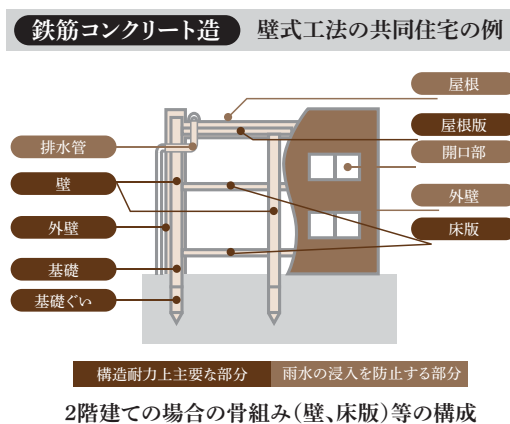 鉄筋コンクリート造 壁式工法の共同住宅の例
屋根
屋根版
開口部
外壁
床版
排水管
壁
外壁
基礎
基礎ぐい
構造耐力上主要な部分 雨水の浸入を防止する部分
2階建ての場合の骨組み(壁、床版)等の構成